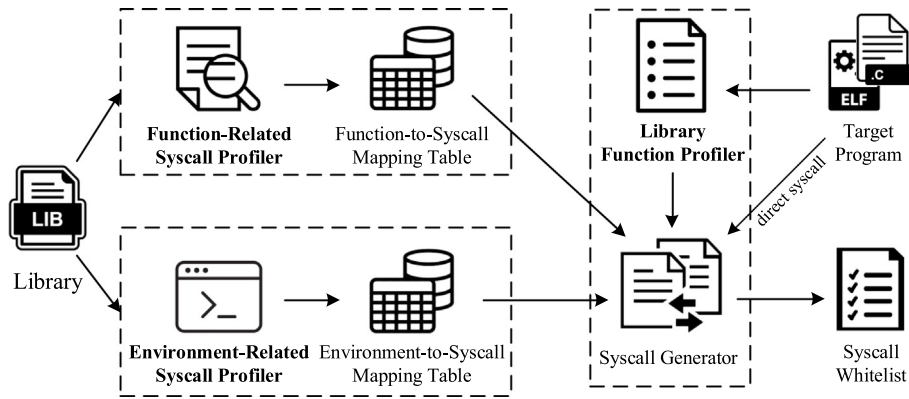 Function-Related
Syscall Profiler
Function-to-Syscall
Mapping Table
Library
Function Profiler
.C
ELF
Target
Program
direct syscall
LIB
Library
>_
Environment-Related
Syscall Profiler
Environment-to-Syscall
Mapping Table
Syscall Generator
Syscall
Whitelist